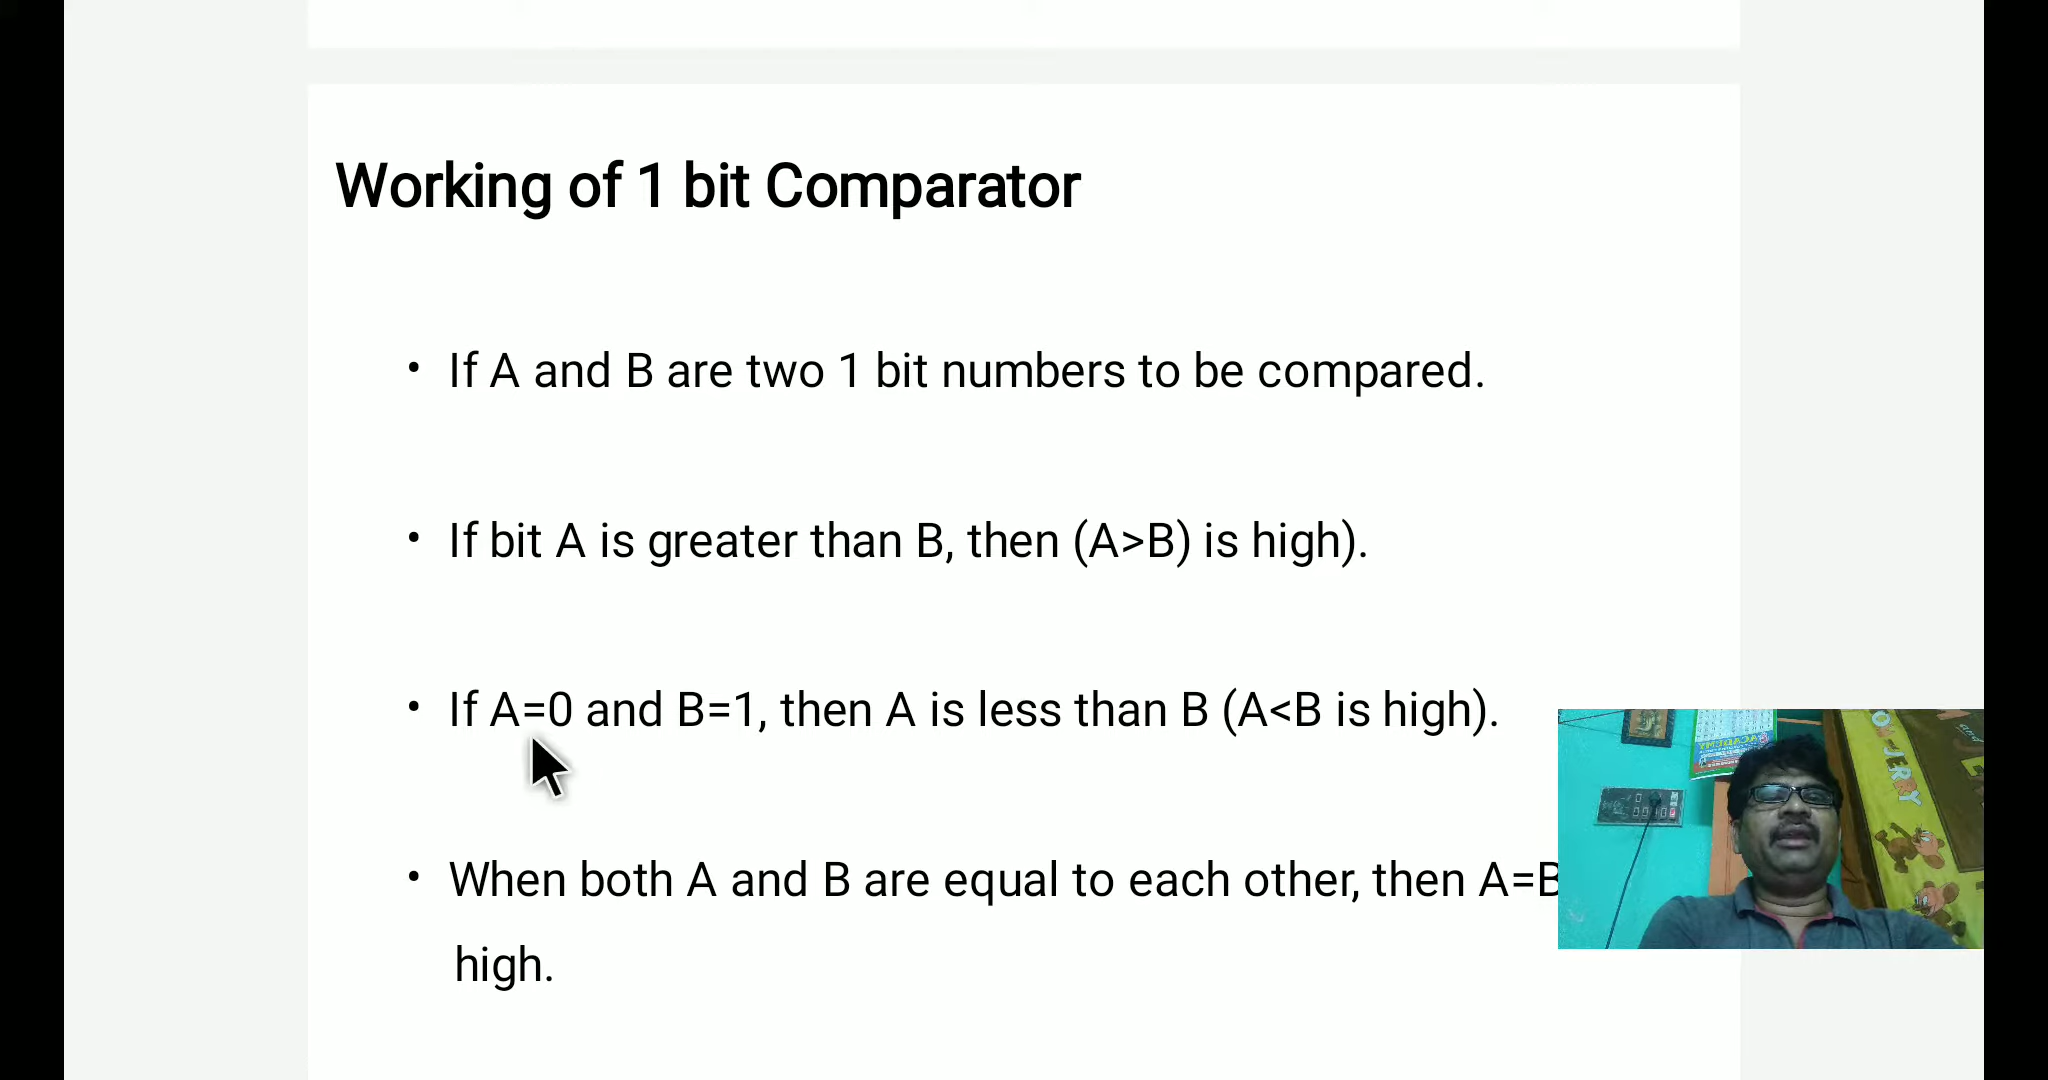 Working of 1 bit Comparator
• If A and B are two 1 bit numbers to be compared.
• If bit A is greater than B, then (A>B) is high).
• If A=0 and B=1, then A is less than B (A<B is high).
• When both A and B are equal to each other, then A=B
high.
ACADEMY
JERRY